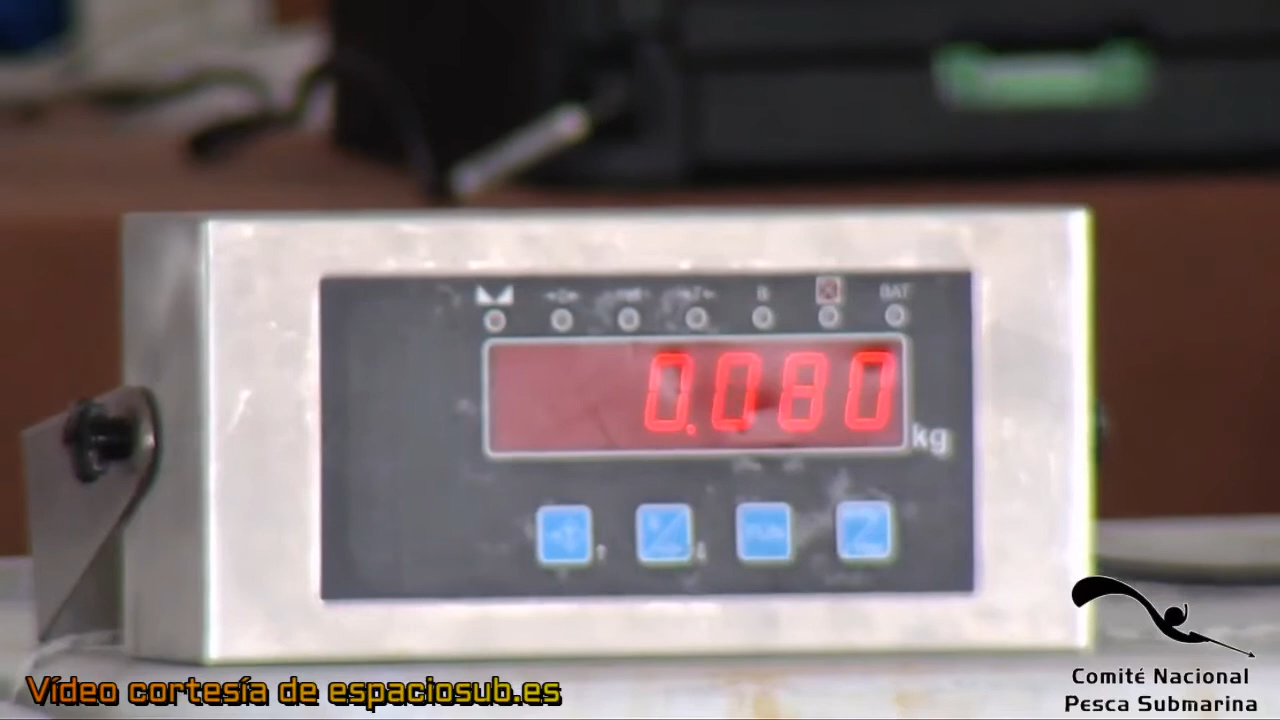 BAT
0.080
kg
Vídeo cortesía de espaciosub.es
Comité Nacional
Pesca Submarina